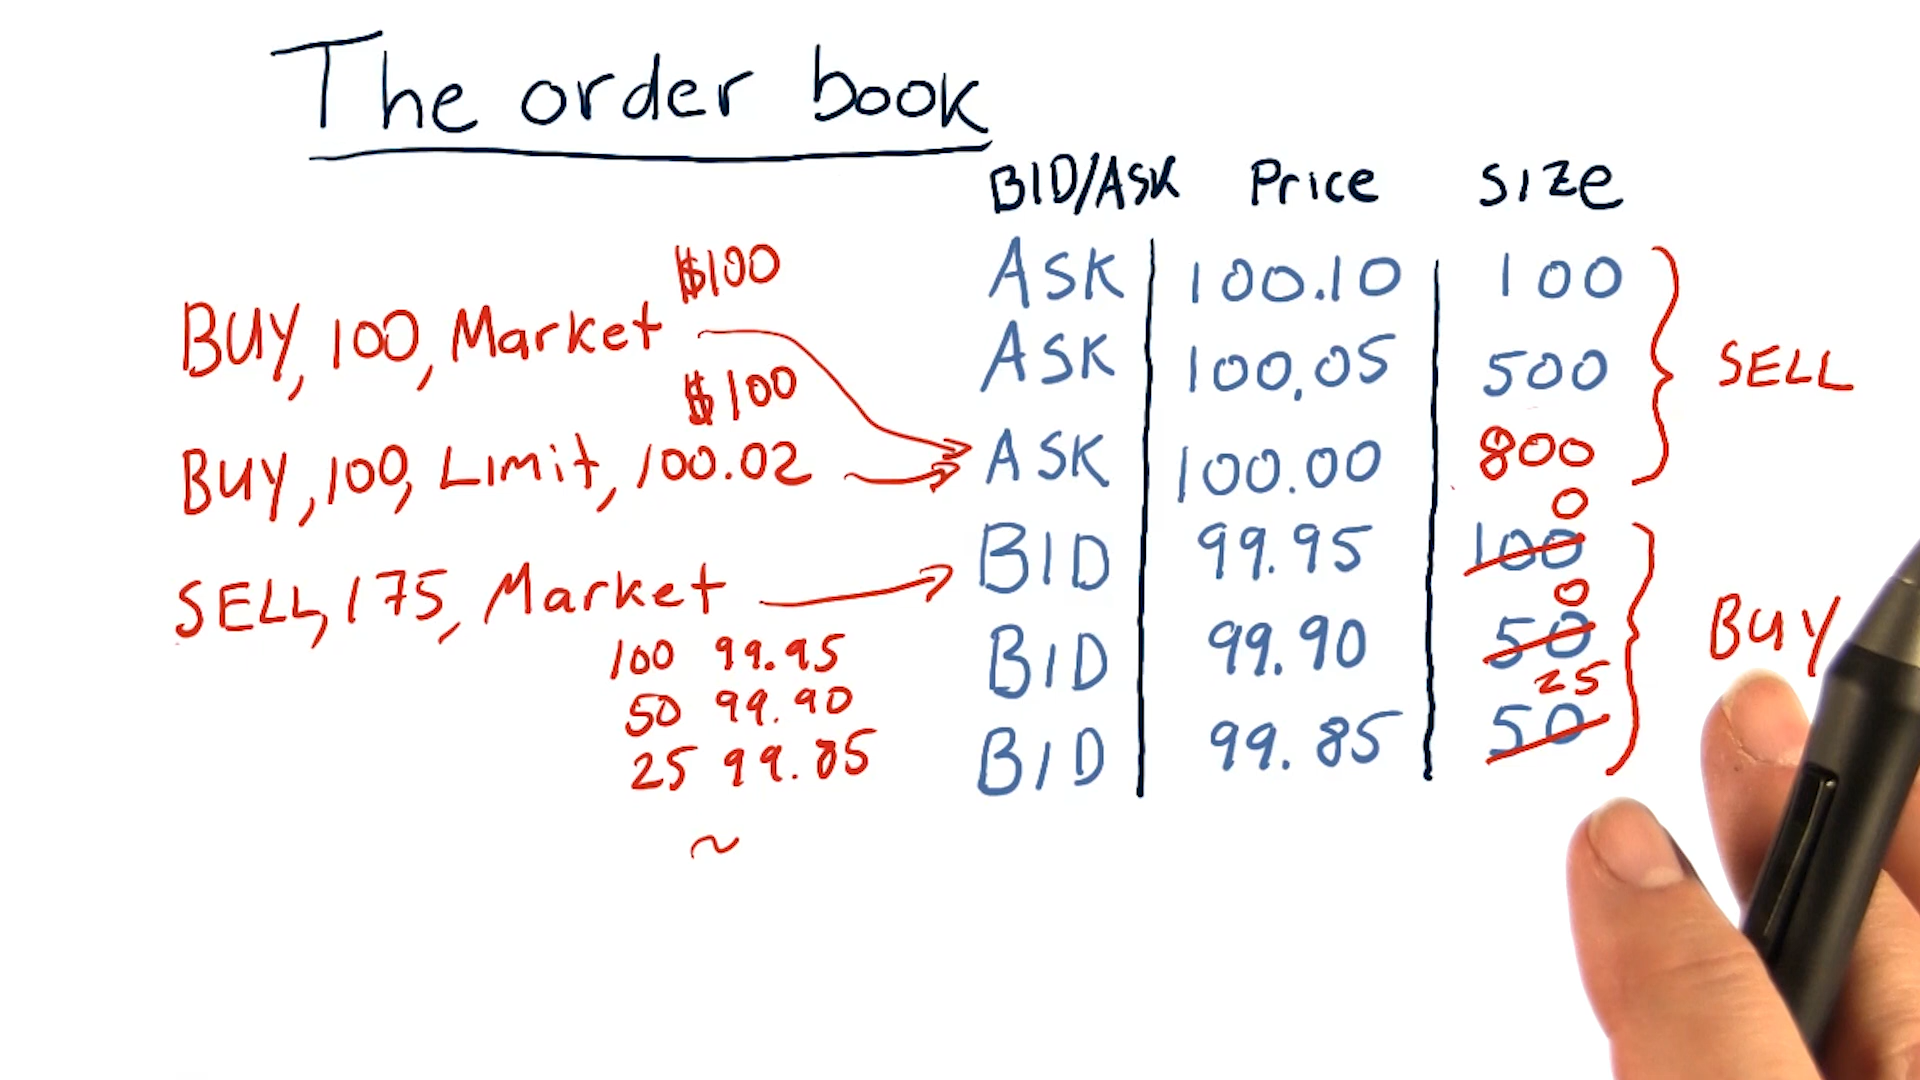 The order book
BID/ASK Price SIZE
ASK 100.10 100
ASK 100.05 500
ASK 100.00 800
BID 99.95 100 0
BID 99.90 50 0
BID 99.85 50 25
SELL
BUY
$100
BUY, 100, Market
$100
BUY, 100, LIMIT, 100.02
SELL, 175, Market
100 99.95
50 99.90
25 99.85
~